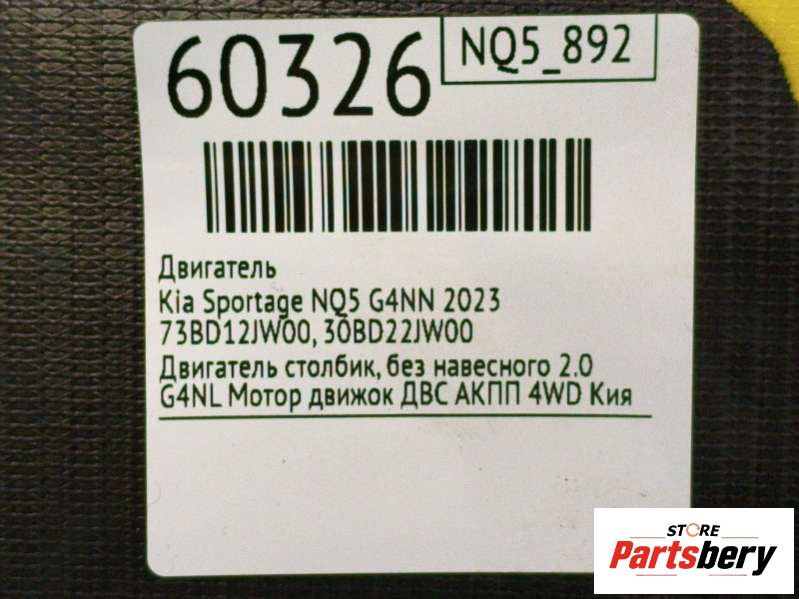 60326
NQ5_892
Двигатель
Kia Sportage NQ5 G4NN 2023
73BD12JW00, 30BD22JW00
Двигатель столбик, без навесного 2.0
G4NL Мотор движок ДВС АКПП 4WD Кия
STORE
Partsbery